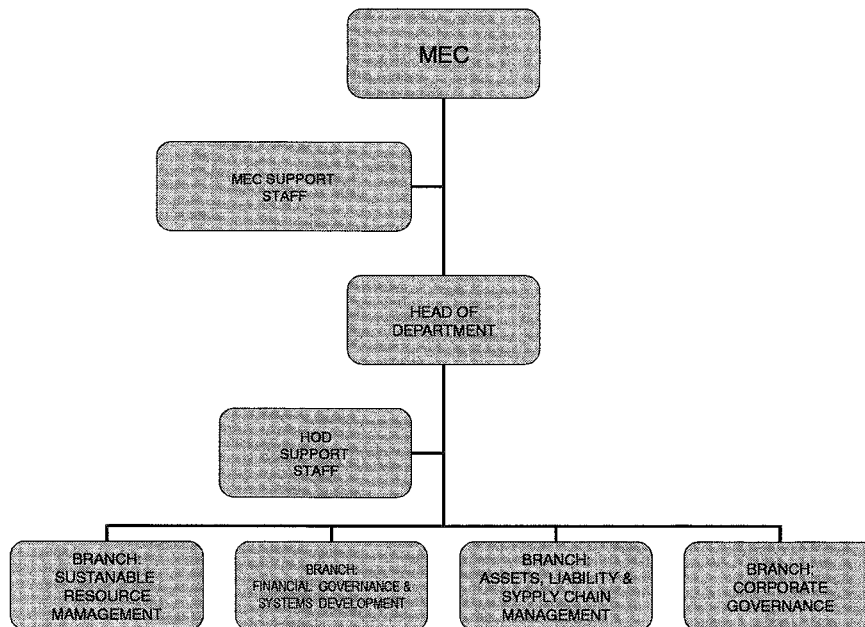 MEC
MEC SUPPORT
STAFF
HEAD OF
DEPARTMENT
HOD
SUPPORT
STAFF
BRANCH:
SUSTANABLE
RESOURCE
MAMAGEMENT
BRANCH:
FINANCIAL GOVERNANCE &
SYSTEMS DEVELOPMENT
BRANCH:
ASSETS, LIABILITY &
SYPPLY CHAIN
MANAGEMENT
BRANCH:
CORPORATE
GOVERNANCE